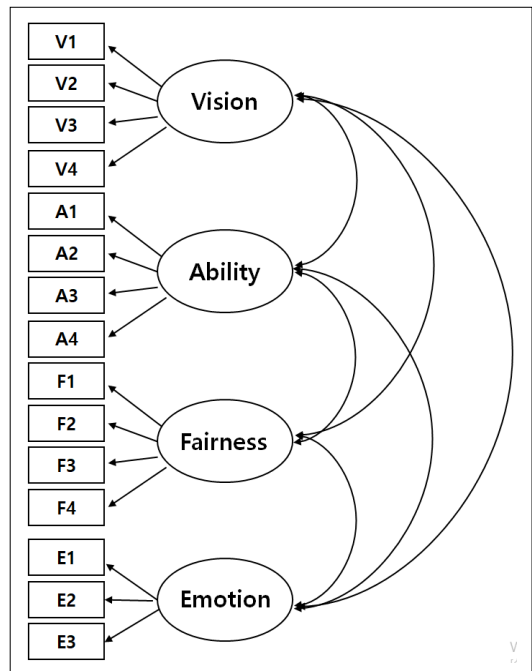 V1
V2
Vision
V3
V4
A1
A2
Ability
A3
A4
F1
F2
Fairness
F3
F4
E1
E2
Emotion
E3
V